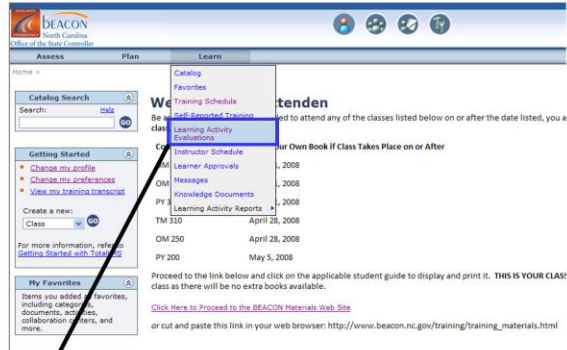 BEACON
North Carolina
Office of the State Controller
Assess Plan Learn
Home >
Catalog Search
Search: Help
GO
Getting Started
Change my profile
Change my preferences
View my training transcript
Create a new:
Class GO
For more information, refer to
Getting Started with Total
My Favorites
Items you added as favorites,
including categories,
documents, activities,
collaboration centers, and
more.
Catalog
Favorites
Training Schedule
Self-Reported Training
Learning Activity
Evaluations
Instructor Schedule
Learner Approvals
Messages
Knowledge Documents
Learning Activity Reports
We tenden
Be a ed to attend any of the classes listed below on or after the date listed, you a
clas
Co ur Own Book if Class Takes Place on or After
OM , 2008
OM , 2008
PY 3 , 2008
TM 310 April 28, 2008
OM 250 April 28, 2008
PY 200 May 5, 2008
Proceed to the link below and click on the applicable student guide to display and print it. THIS IS YOUR CLAS
class as there will be no extra books available.
Click Here to Proceed to the BEACON Materials Web Site
or cut and paste this link in your web browser: http://www.beacon.nc.gov/training/training_materials.html